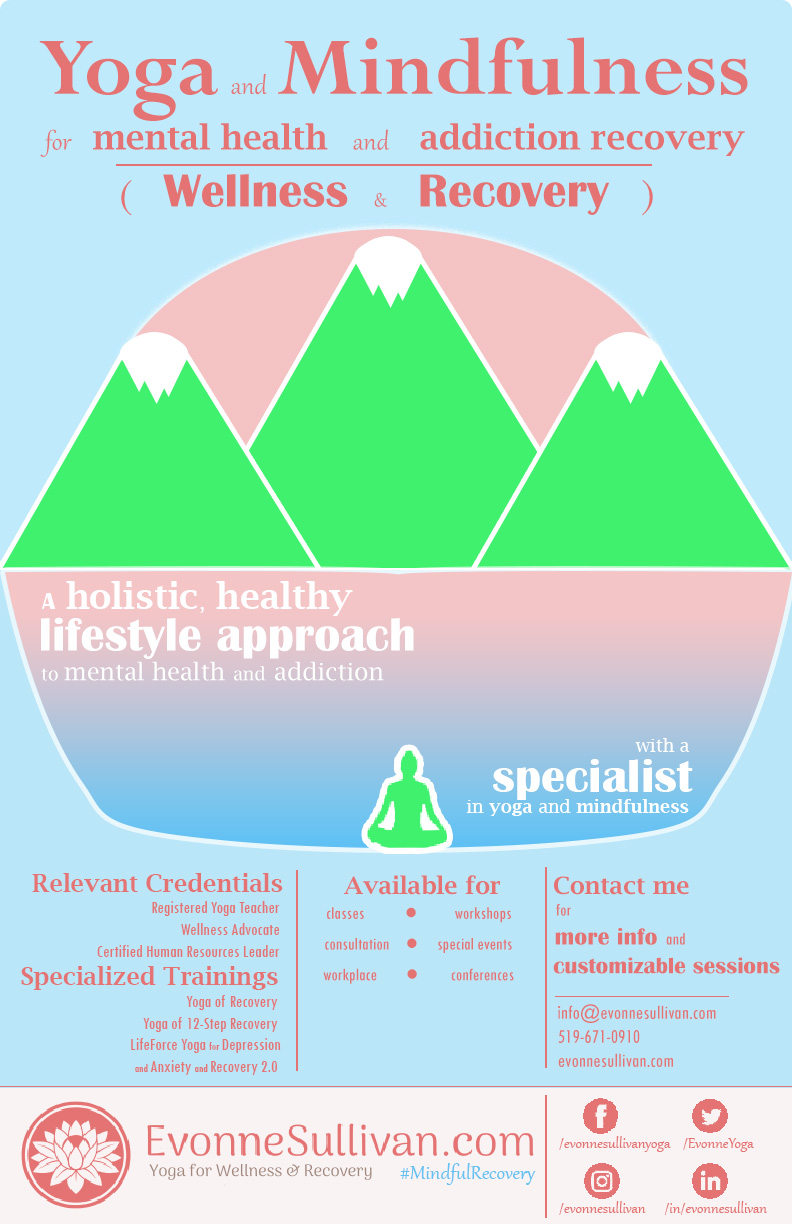 Yoga and Mindfulness
for mental health and addiction recovery
( Wellness & Recovery )
A holistic, healthy
lifestyle approach
to mental health and addiction
with a
specialist
in yoga and mindfulness
Relevant Credentials
Registered Yoga Teacher
Wellness Advocate
Certified Human Resources Leader
Specialized Trainings
Yoga of Recovery
Yoga of 12-Step Recovery
LifeForce Yoga for Depression
and Anxiety and Recovery 2.0
Available for
classes • workshops
consultation • special events
workplace • conferences
Contact me
for
more info and
customizable sessions
info@evonnesullivan.com
519-671-0910
evonnesullivan.com
EvonneSullivan.com
Yoga for Wellness & Recovery #MindfulRecovery
/evonnesullivanyoga /EvonneYoga
/evonnesullivan /in/evonnesullivan